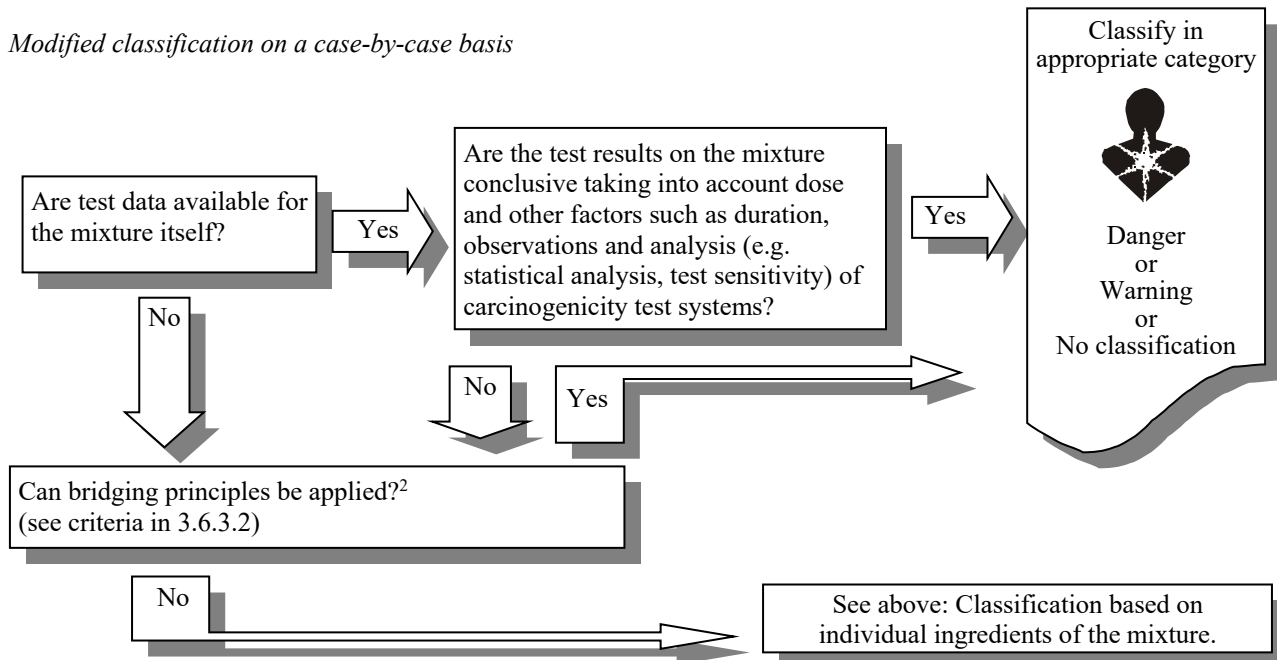 Modified classification on a case-by-case basis
Classify in
appropriate category
Are test data available for
the mixture itself?
Yes
Are the test results on the mixture
conclusive taking into account dose
and other factors such as duration,
observations and analysis (e.g.
statistical analysis, test sensitivity) of
carcinogenicity test systems?
Yes
Danger
or
Warning
or
No classification
No
No
Yes
Can bridging principles be applied?²
(see criteria in 3.6.3.2)
No
See above: Classification based on
individual ingredients of the mixture.